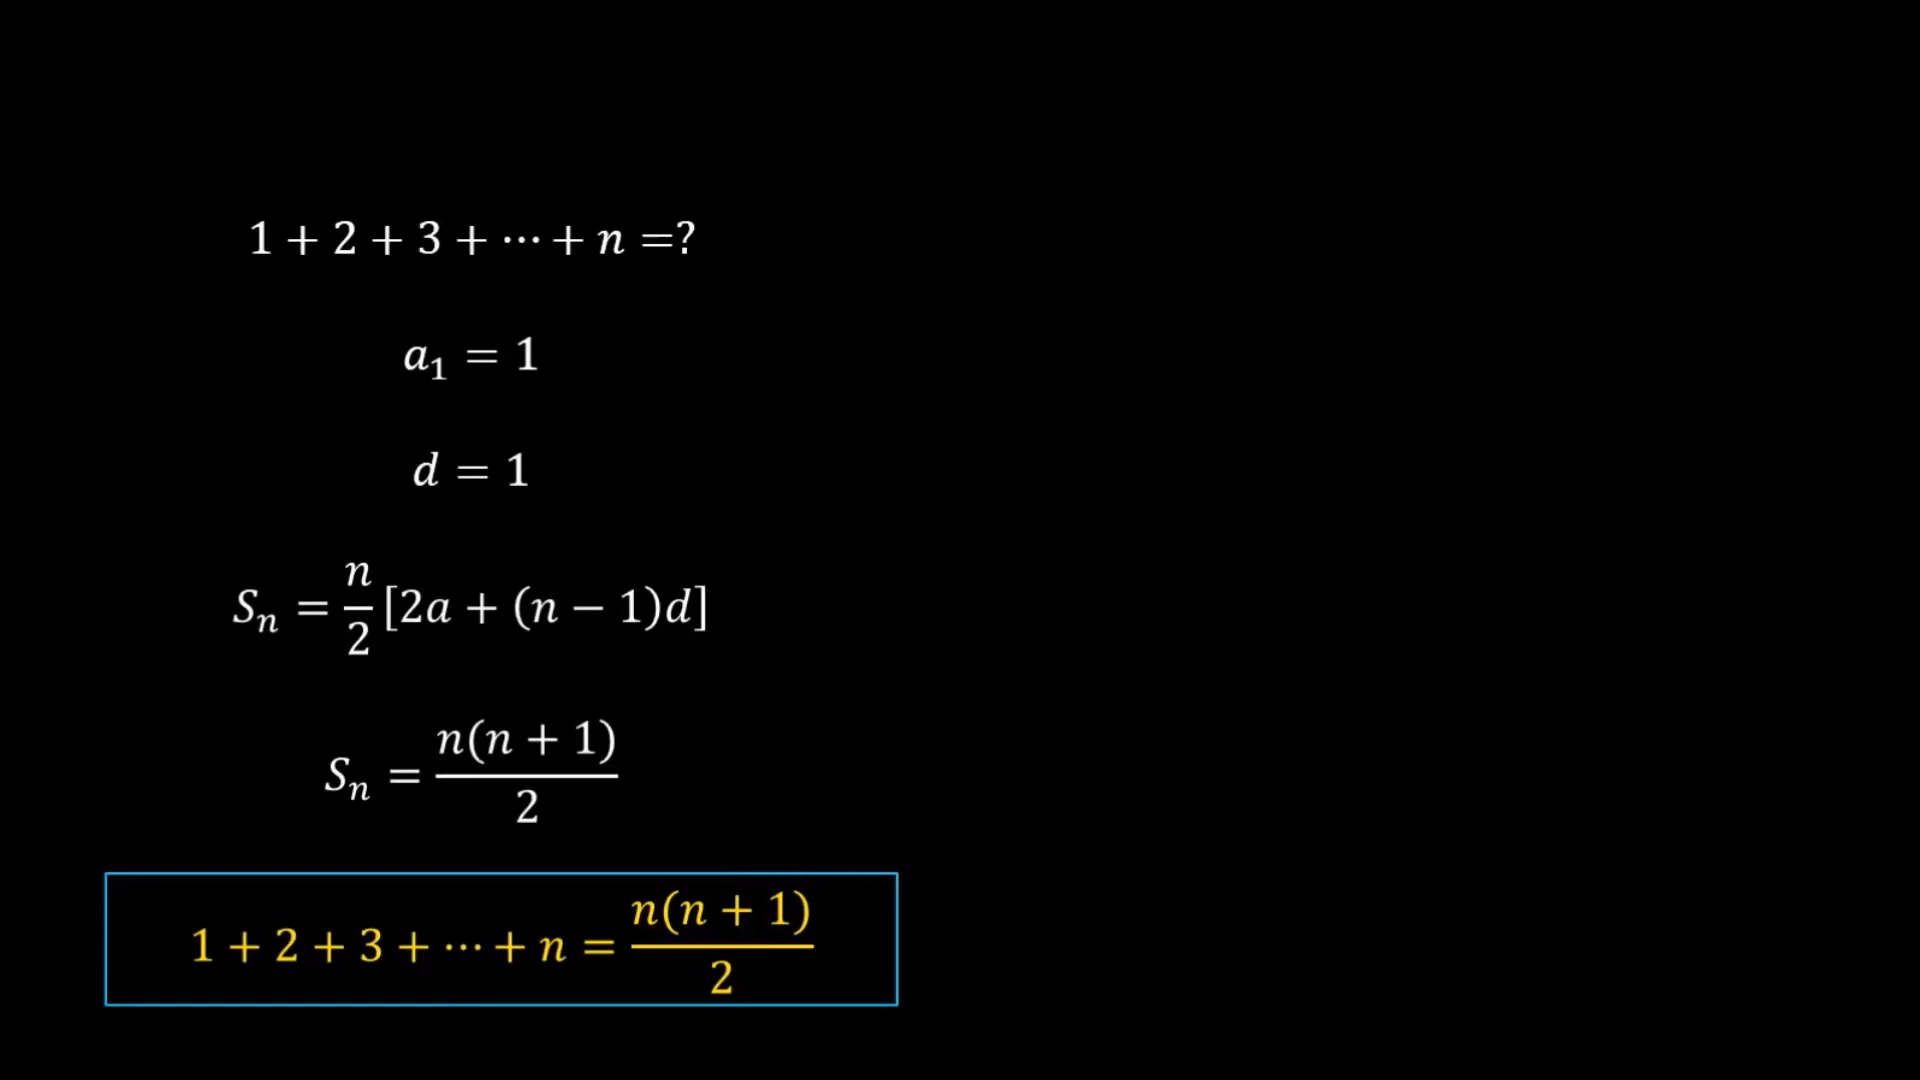 1 + 2 + 3 + ⋯ + n =?
a₁ = 1
d = 1
Sₙ = n/2 [2a + (n − 1)d]
Sₙ = n(n + 1)/2
1 + 2 + 3 + ⋯ + n = n(n + 1)/2